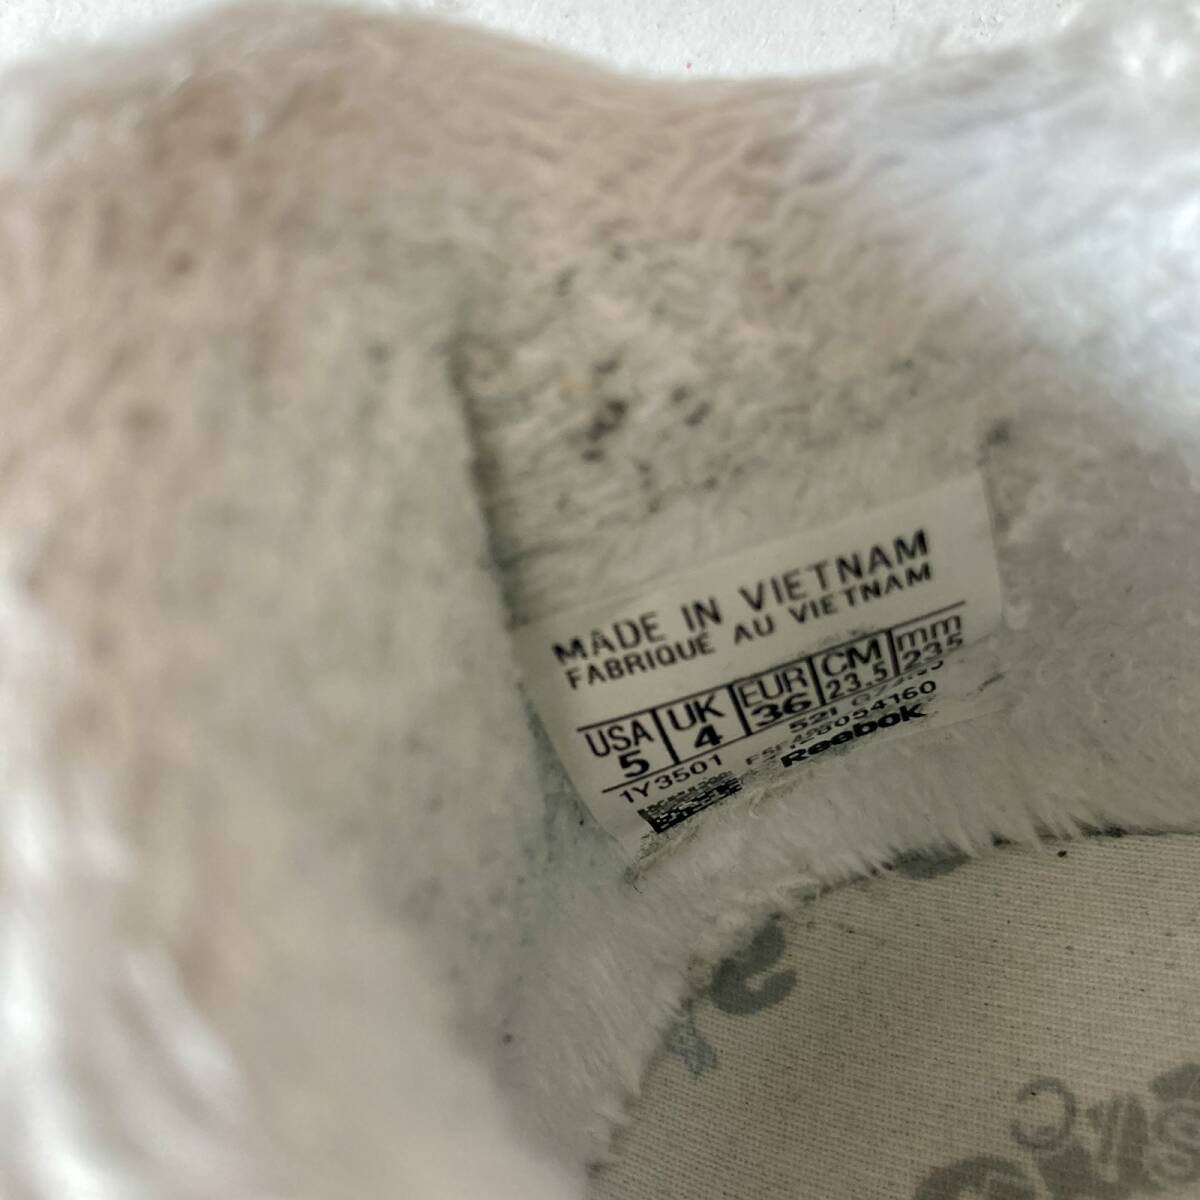 MADE IN VIETNAM
FABRIQUÉ AU VIETNAM
USA UK EUR CM mm
5 4 36 23.5 235
1Y3501
Reebok